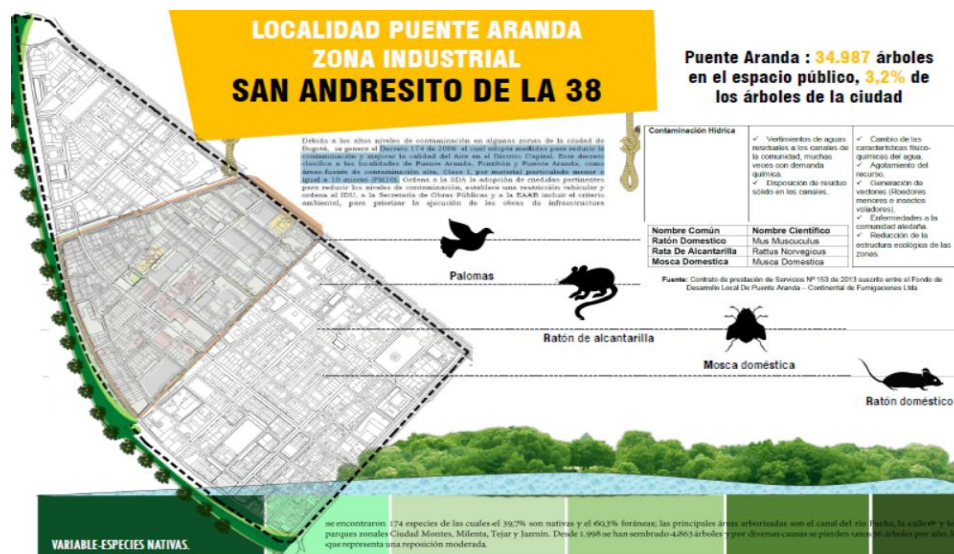 LOCALIDAD PUENTE ARANDA
ZONA INDUSTRIAL
SAN ANDRESITO DE LA 38
Puente Aranda : 34.987 árboles
en el espacio público, 3,2% de
los árboles de la ciudad
Debido a los altos niveles de contaminación en algunas zonas de la ciudad de
Bogotá, se genero el Decreto 174 de 2006, el cual adopta medidas para reducir la
contaminación y mejorar la calidad del Aire en el Distrito Capital. Este decreto
clasifica a las localidades de Puente Aranda, Fontibón y Puente Aranda, como
áreas-fuente de contaminación alta, Clase I, por material particulado menor o
igual a 10 micras (PM10). Ordena a la SDA la adopción de medidas pertinentes
para reducir los niveles de contaminación, establece una restricción vehicular y
ordena al IDU, a la Secretaría de Obras Públicas y a la EAAB incluir el criterio
ambiental, para priorizar la ejecución de las obras de infraestructura
Contaminación Hídrica
✓ Vertimientos de aguas
residuales a los canales de
la comunidad, muchas
veces con demanda
química.
✓ Disposición de residuo
sólido en los canales.
✓ Cambio de las
características físico-
químicas del agua.
✓ Agotamiento del
recurso.
✓ Generación de
vectores (Roedores
menores e insectos
voladores).
✓ Enfermedades a la
comunidad aledaña.
✓ Reducción de la
estructura ecológica de las
zonas.
Nombre Común Nombre Científico
Ratón Domestico Mus Muscuculus
Rata De Alcantarilla Rattus Norvegicus
Mosca Domestica Musca Domestica
Fuente: Contrato de prestación de Servicios Nº 153 de 2013 suscrito entre el Fondo de
Desarrollo Local De Puente Aranda – Continental de Fumigaciones Ltda
Palomas
Ratón de alcantarilla
Mosca doméstica
Ratón doméstico
VARIABLE-ESPECIES NATIVAS.
se encontraron 174 especies de las cuales el 39,7% son nativas y el 60,3% foráneas; las principales áreas arborizadas son el canal del río Fucha, la calle 6ª y
parques zonales Ciudad Montes, Milenta, Tejar y Jazmín. Desde 1.998 se han sembrado 4.863 árboles y por diversas causas se pierden unos 36 árboles por año,
que representa una reposición moderada.